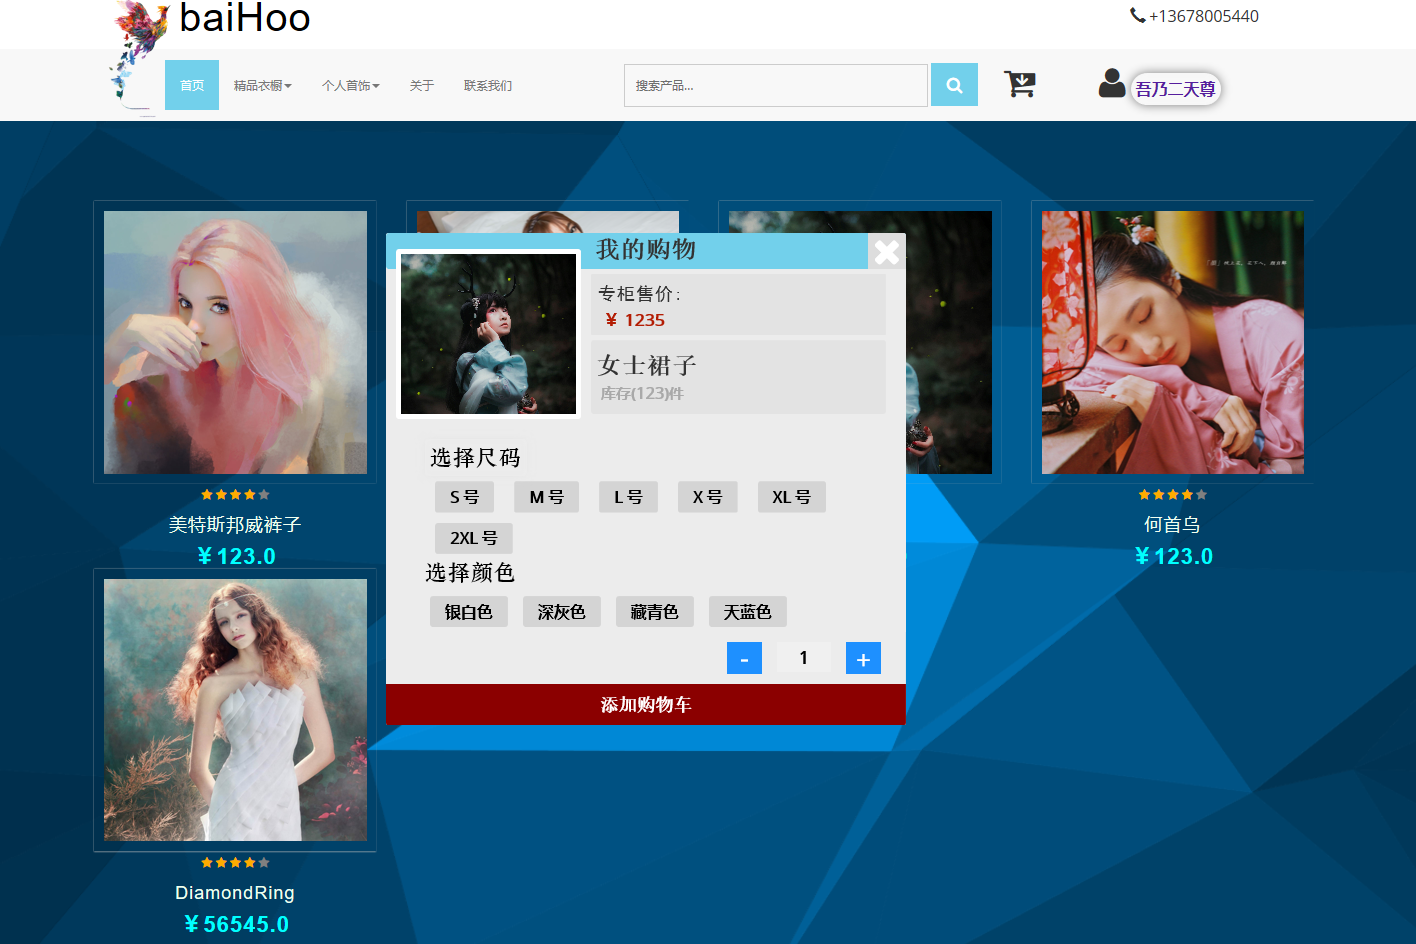 baiHoo
+13678005440
首页 精品衣橱 个人首饰 关于 联系我们
搜索产品...
吾乃二天尊
我的购物
专柜售价：
¥ 1235
女士裙子
库存(123)件
选择尺码
S 号 M 号 L 号 X 号 XL 号
2XL 号
选择颜色
银白色 深灰色 藏青色 天蓝色
- 1 +
添加购物车
美特斯邦威裤子
¥ 123.0
何首乌
¥ 123.0
DiamondRing
¥ 56545.0